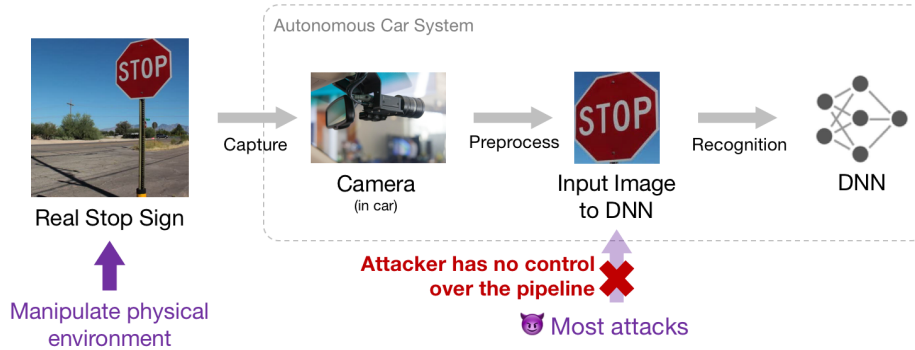 Autonomous Car System
STOP
STOP
Capture
Preprocess
Recognition
Real Stop Sign
Camera
(in car)
Input Image
to DNN
DNN
Attacker has no control
over the pipeline
Manipulate physical
environment
😈 Most attacks